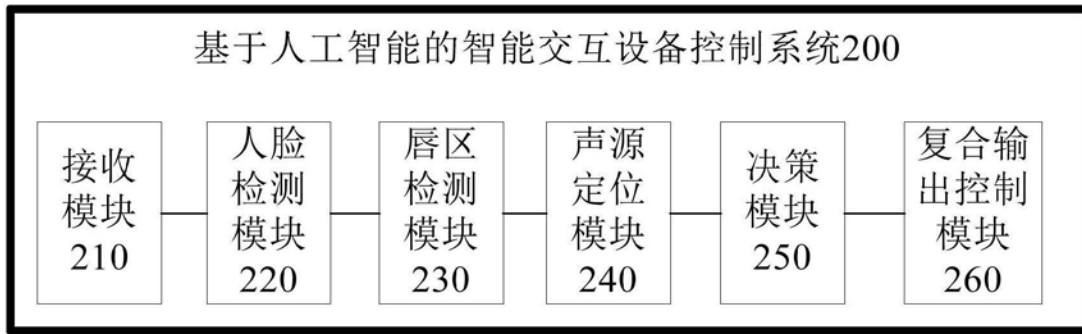 基于人工智能的智能交互设备控制系统200
接收
模块
210
人脸
检测
模块
220
唇区
检测
模块
230
声源
定位
模块
240
决策
模块
250
复合输
出控制
模块
260